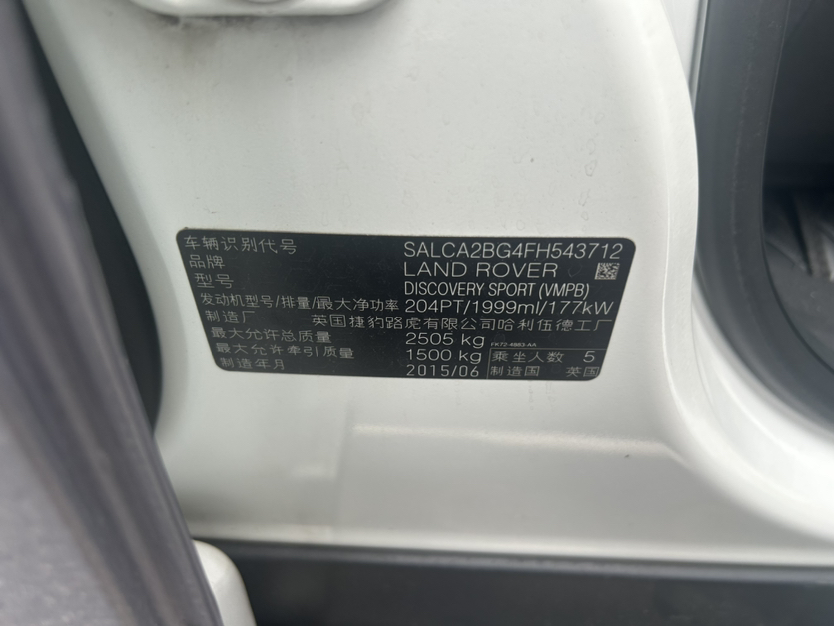 车辆识别代号 SALCA2BG4FH543712
品牌 LAND ROVER
型号 DISCOVERY SPORT (VMPB)
发动机型号/排量/最大净功率 204PT/1999ml/177kW
制造厂 英国捷豹路虎有限公司哈利伍德工厂
最大允许总质量 2505 kg FK72-4863-AA
最大允许牵引质量 1500 kg 乘坐人数 5
制造年月 2015/06 制造国 英国